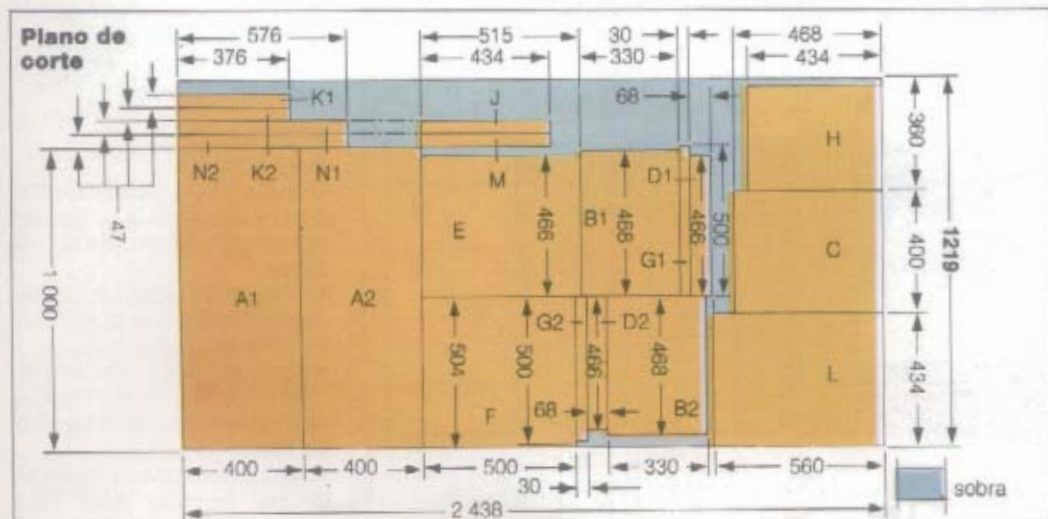 Plano de
corte
576
515
30
468
376
434
330
434
68
K1
J
H
N2
K2
N1
M
D1
360
47
E
466
B1
468
466
500
G1
C
400
1219
1 000
A1
A2
G2
D2
504
500
466
468
L
434
68
F
B2
400
400
500
330
560
30
sobra
2 438